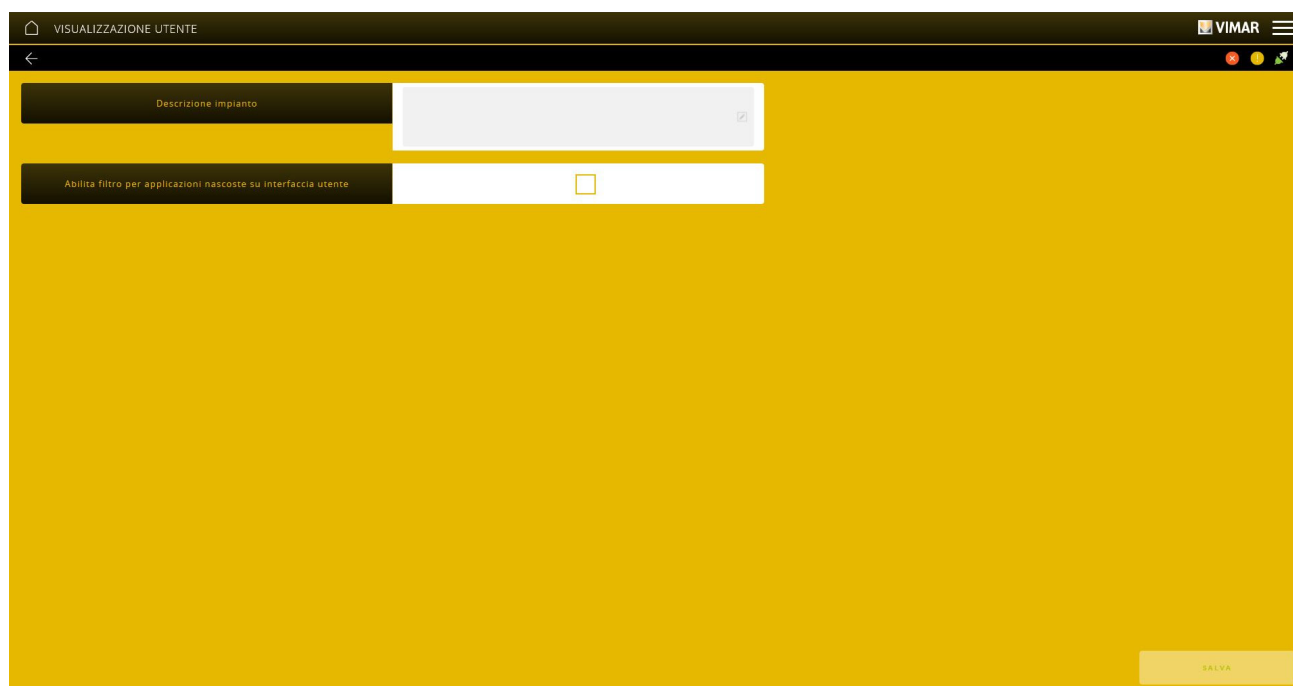 VISUALIZZAZIONE UTENTE
VIMAR
Descrizione impianto
Abilita filtro per applicazioni nascoste su interfaccia utente
SALVA